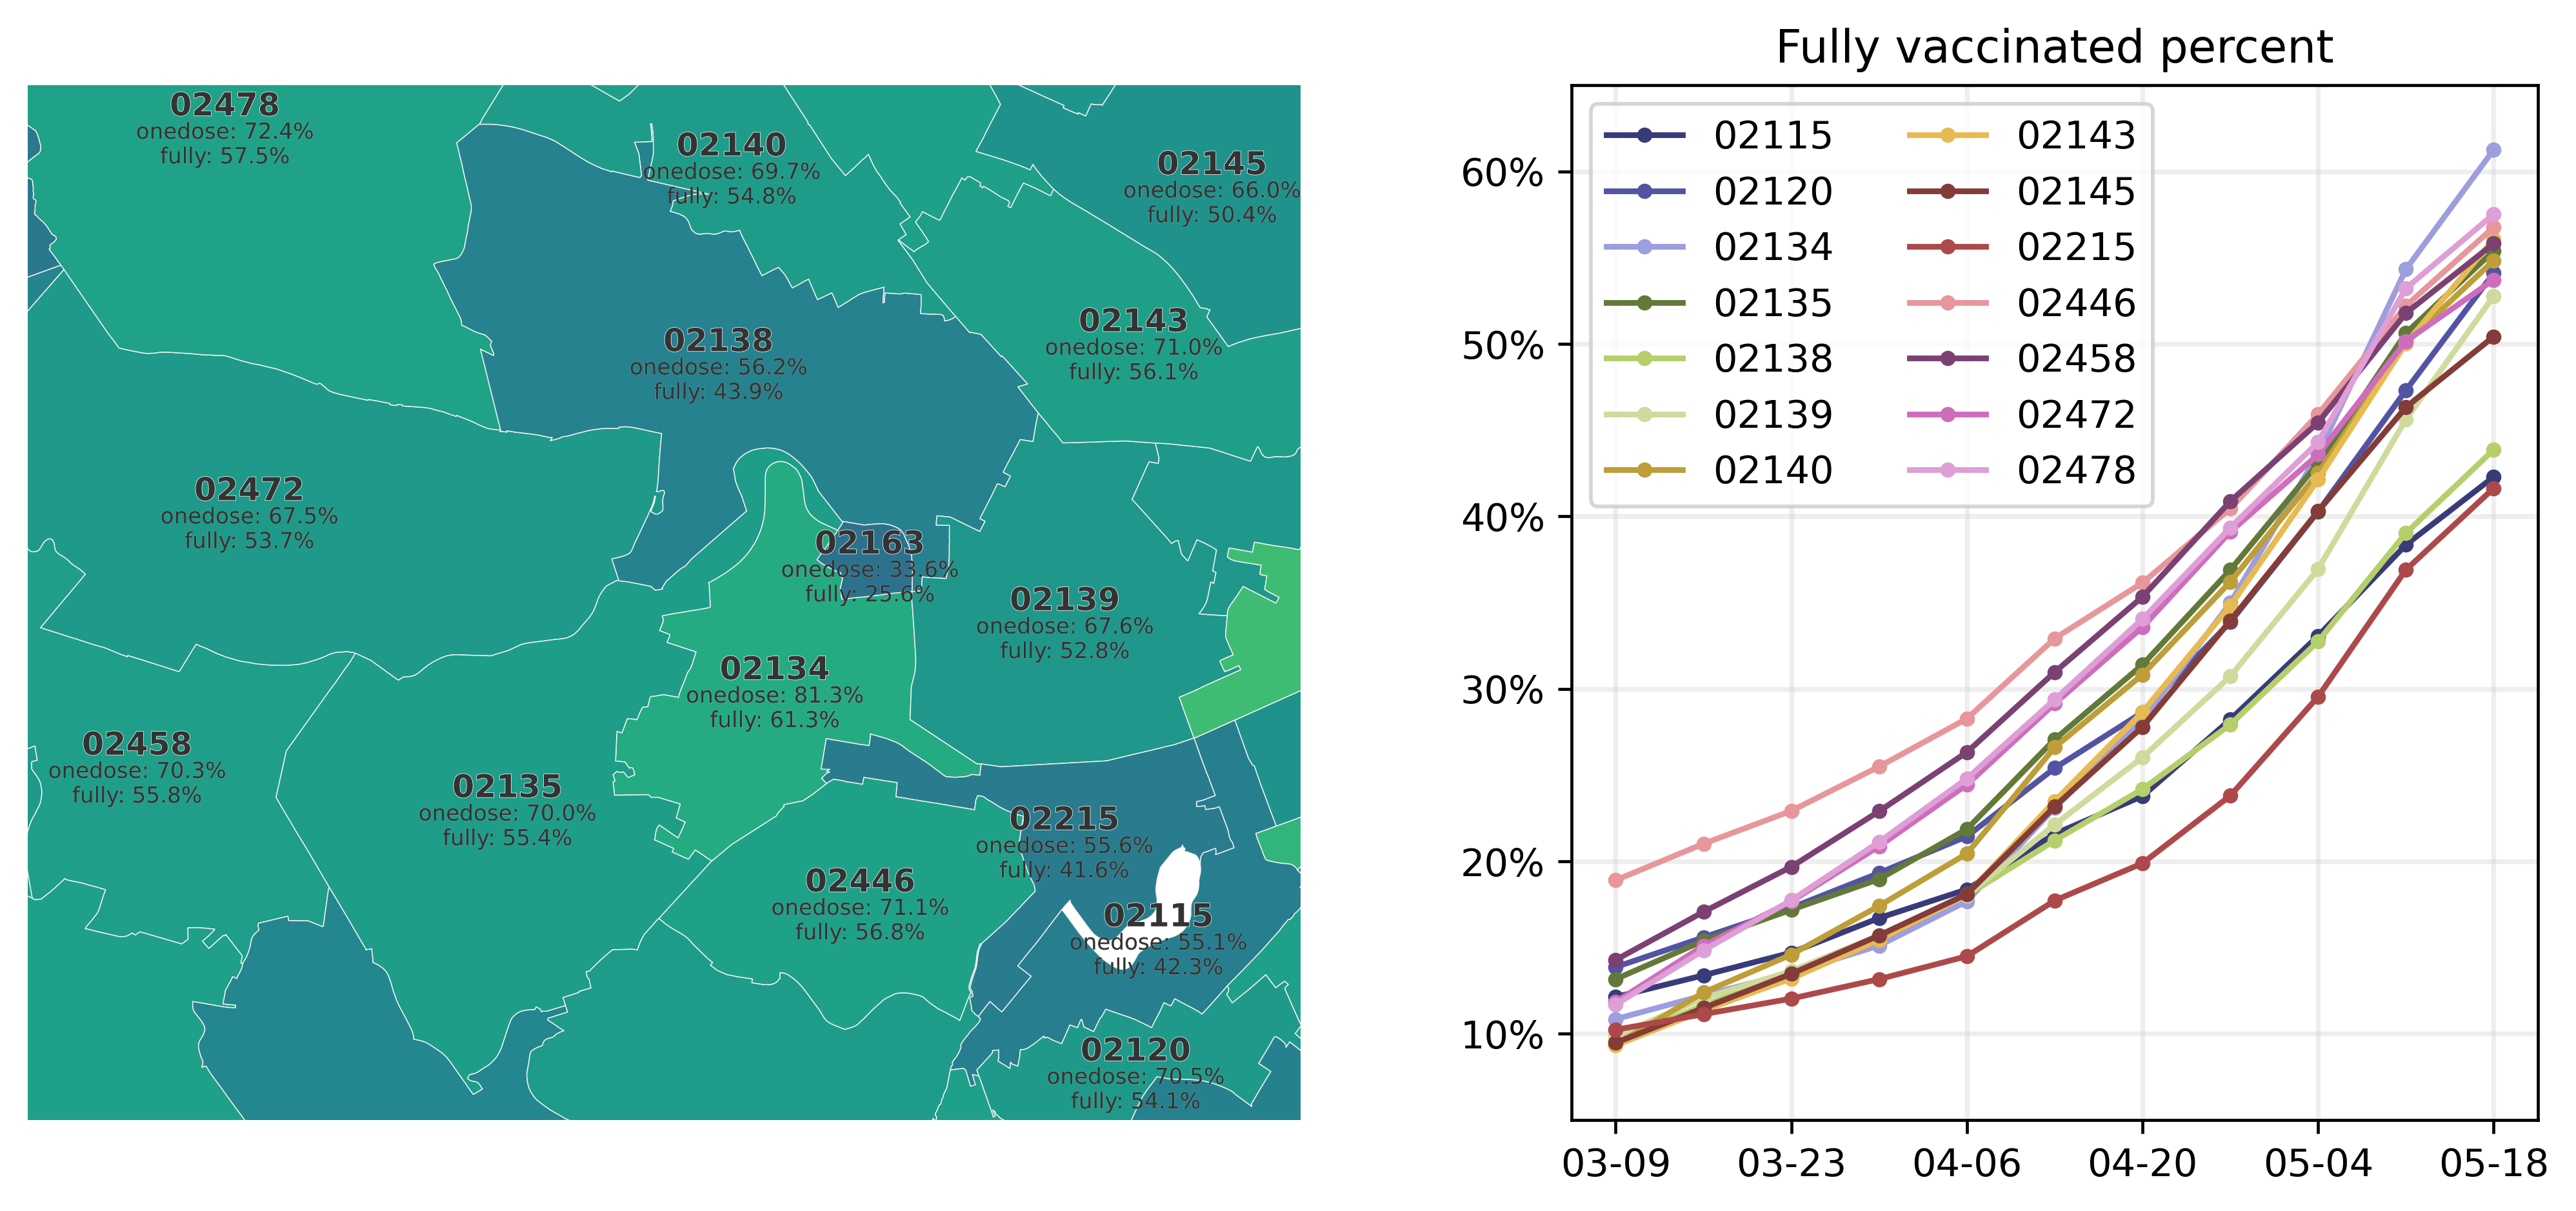 02478
onedose: 72.4%
fully: 57.5%
02140
onedose: 69.7%
fully: 54.8%
02145
onedose: 66.0%
fully: 50.4%
02138
onedose: 56.2%
fully: 43.9%
02143
onedose: 71.0%
fully: 56.1%
02472
onedose: 67.5%
fully: 53.7%
02163
onedose: 33.6%
fully: 25.6%
02139
onedose: 67.6%
fully: 52.8%
02134
onedose: 81.3%
fully: 61.3%
02458
onedose: 70.3%
fully: 55.8%
02135
onedose: 70.0%
fully: 55.4%
02215
onedose: 55.6%
fully: 41.6%
02446
onedose: 71.1%
fully: 56.8%
02115
onedose: 55.1%
fully: 42.3%
02120
onedose: 70.5%
fully: 54.1%
Fully vaccinated percent
02115
02120
02134
02135
02138
02139
02140
02143
02145
02215
02446
02458
02472
02478
60%
50%
40%
30%
20%
10%
03-09 03-23 04-06 04-20 05-04 05-18